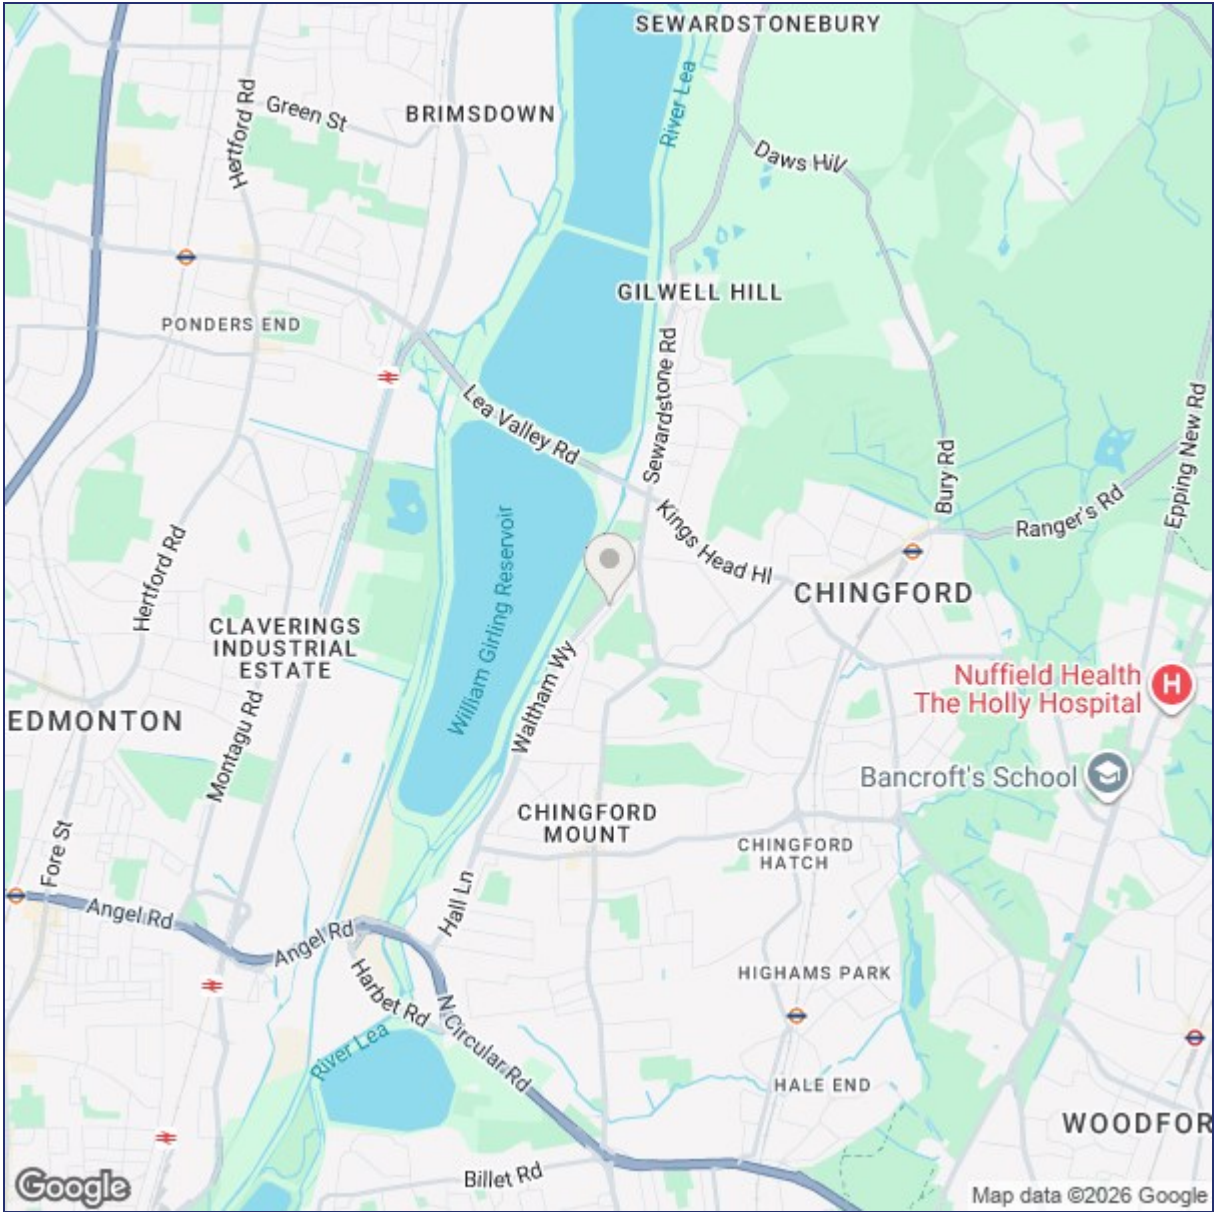 SEWARDSTONEBURY
River Lea
Hertford Rd
Green St
BRIMSDOWN
Daws Hill
GILWELL HILL
PONDERS END
Sewardstone Rd
Lea Valley Rd
Epping New Rd
Bury Rd
Ranger's Rd
William Girling Reservoir
Kings Head Hl
Hertford Rd
CHINGFORD
CLAVERINGS
INDUSTRIAL
ESTATE
Waltham Wy
Nuffield Health
The Holly Hospital
H
EDMONTON
Montagu Rd
Bancroft's School
CHINGFORD
MOUNT
CHINGFORD
HATCH
Fore St
Angel Rd
Hall Ln
Angel Rd
HIGHAMS PARK
Harbet Rd
N Circular Rd
River Lea
HALE END
WOODFOR
Billet Rd
Google
Map data ©2026 Google